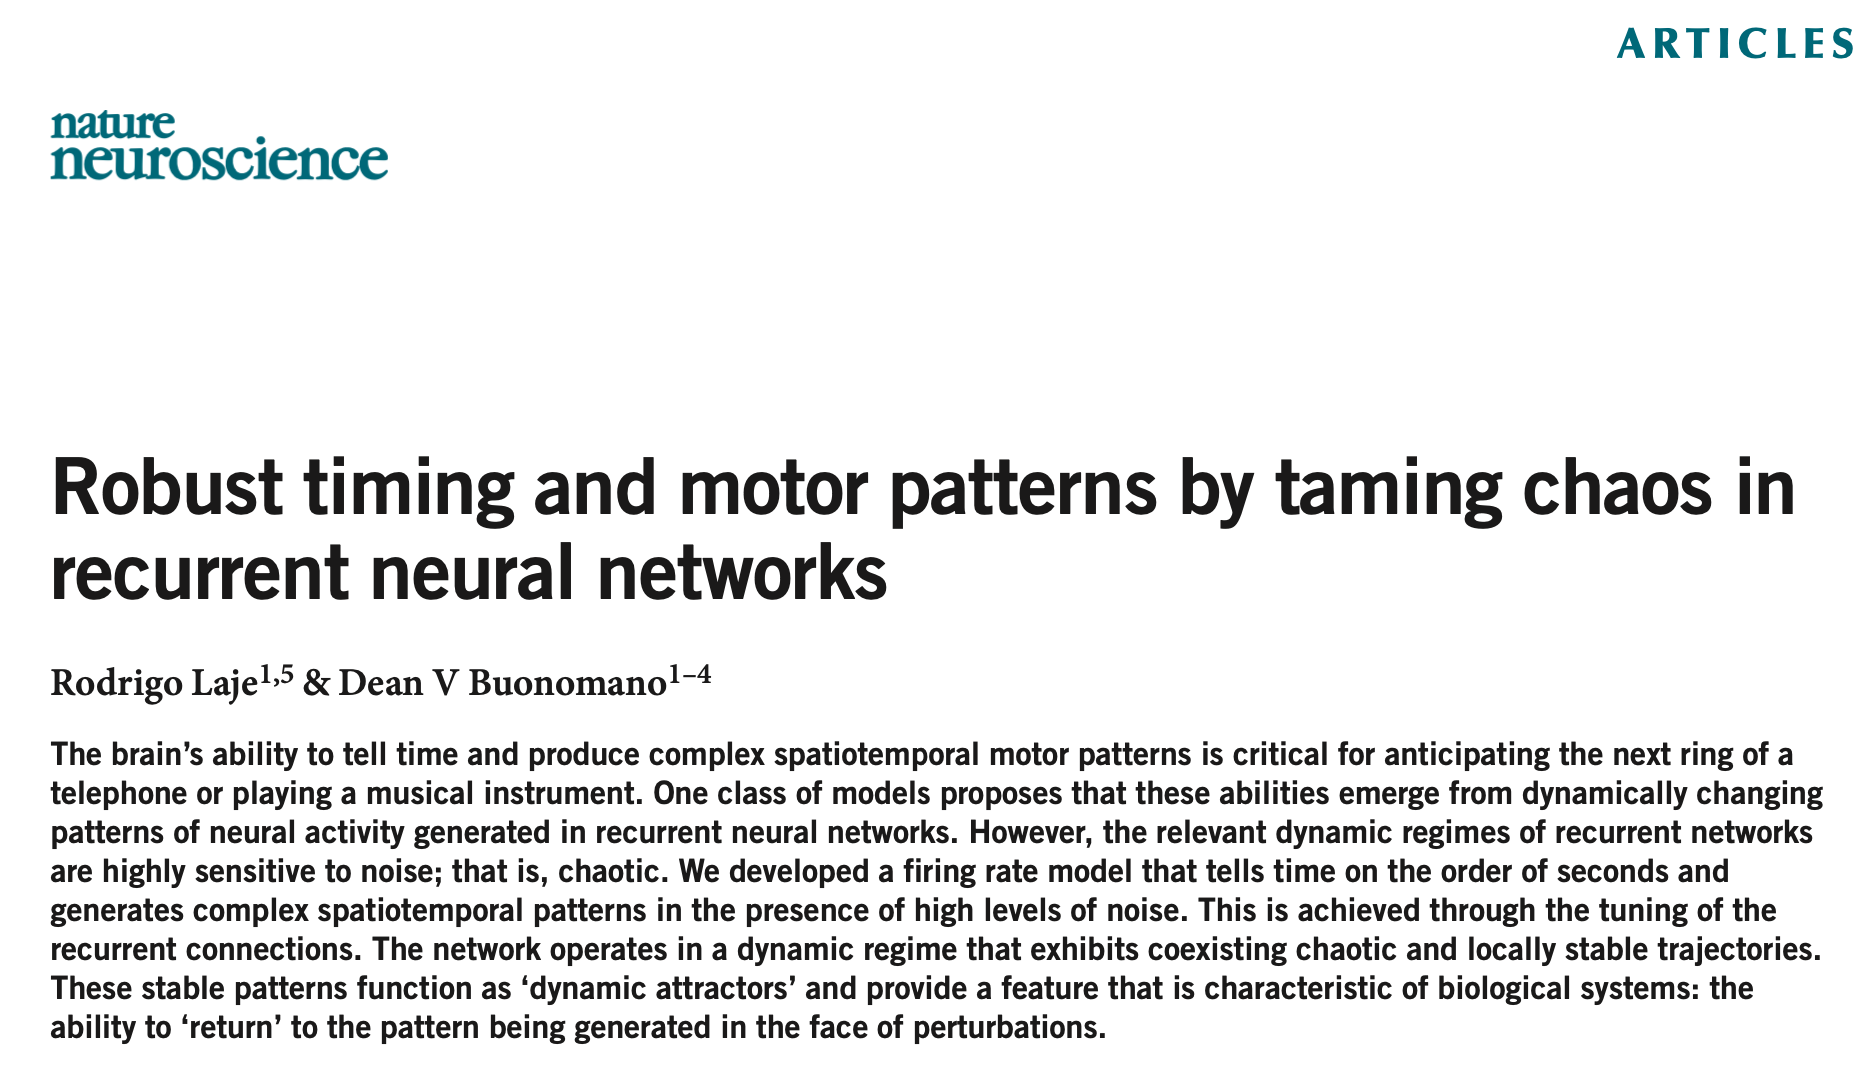 ARTICLES
nature
neuroscience
Robust timing and motor patterns by taming chaos in
recurrent neural networks
Rodrigo Laje1,5 & Dean V Buonomano1–4
The brain’s ability to tell time and produce complex spatiotemporal motor patterns is critical for anticipating the next ring of a
telephone or playing a musical instrument. One class of models proposes that these abilities emerge from dynamically changing
patterns of neural activity generated in recurrent neural networks. However, the relevant dynamic regimes of recurrent networks
are highly sensitive to noise; that is, chaotic. We developed a firing rate model that tells time on the order of seconds and
generates complex spatiotemporal patterns in the presence of high levels of noise. This is achieved through the tuning of the
recurrent connections. The network operates in a dynamic regime that exhibits coexisting chaotic and locally stable trajectories.
These stable patterns function as ‘dynamic attractors’ and provide a feature that is characteristic of biological systems: the
ability to ‘return’ to the pattern being generated in the face of perturbations.